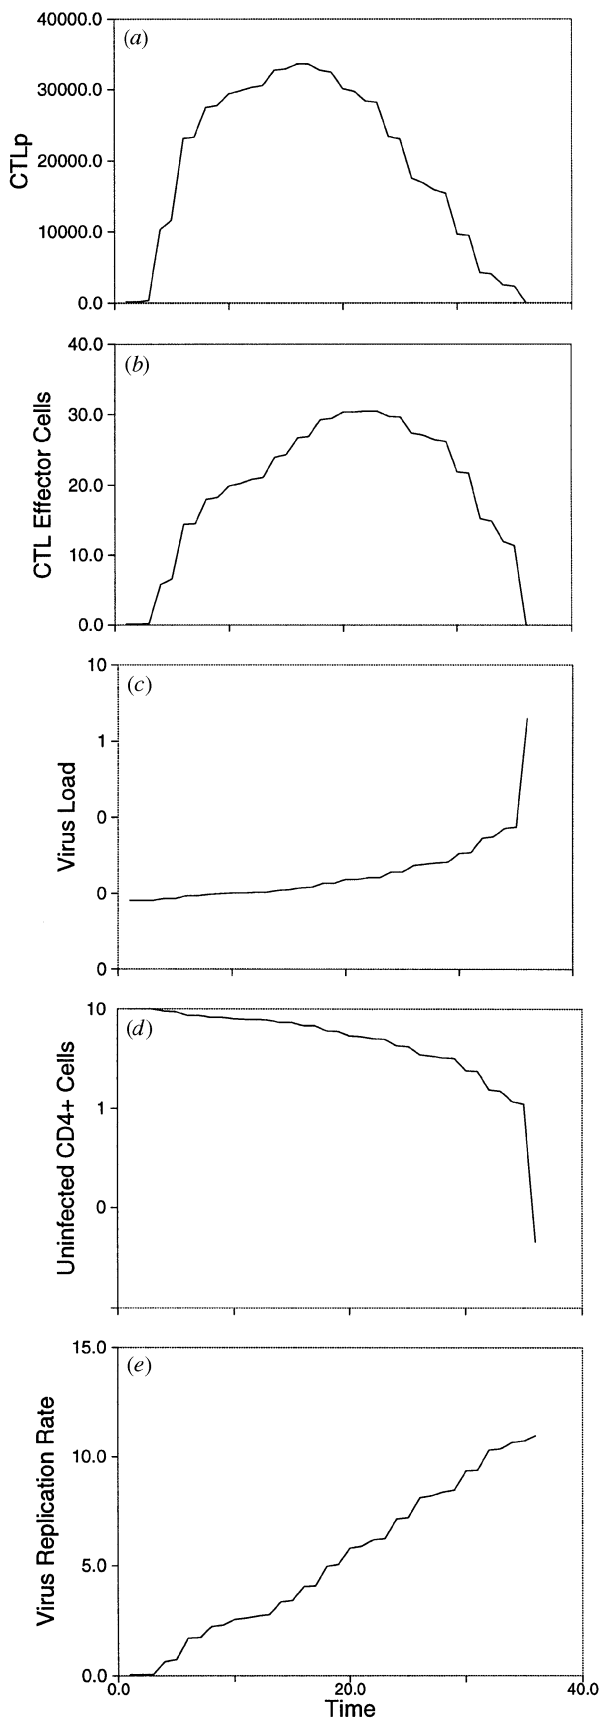 (a)
CTLp
40000.0
30000.0
20000.0
10000.0
0.0
(b)
CTL Effector Cells
40.0
30.0
20.0
10.0
0.0
(c)
Virus Load
10
1
0
0
0
(d)
Uninfected CD4+ Cells
10
1
0
(e)
Virus Replication Rate
15.0
10.0
5.0
0.0
0.0 20.0 40.0
Time